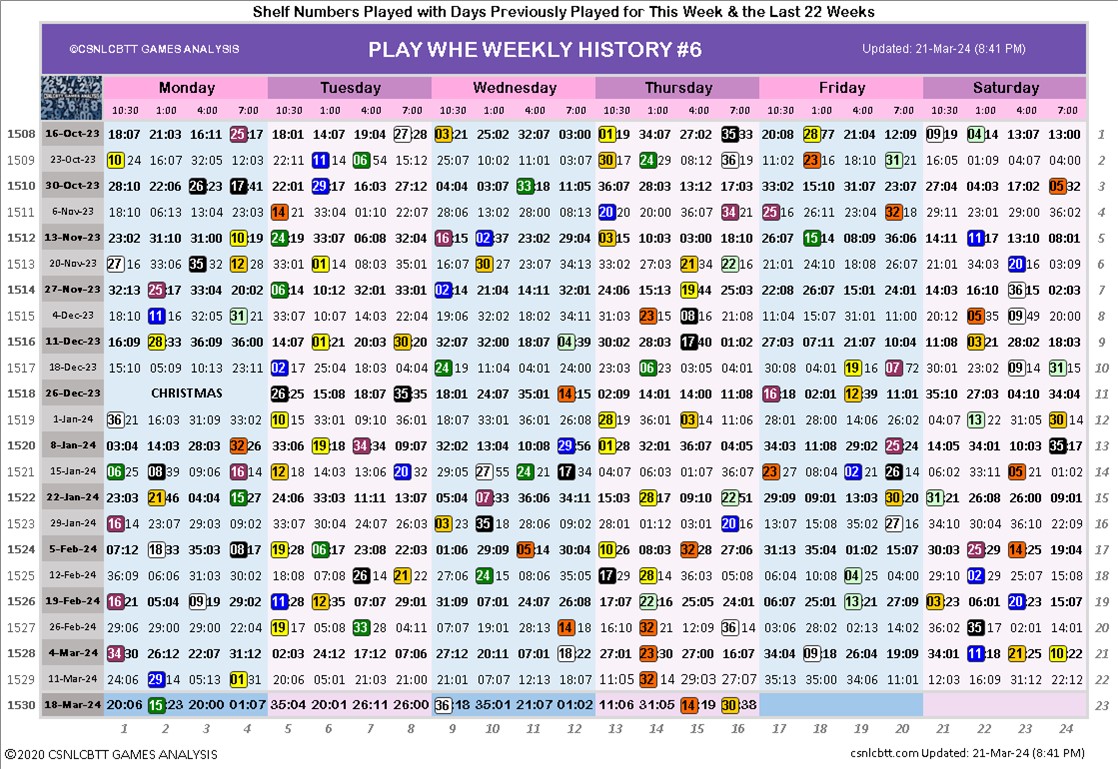 Shelf Numbers Played with Days Previously Played for This Week & the Last 22 Weeks
©CSNLCBTT GAMES ANALYSIS PLAY WHE WEEKLY HISTORY #6 Updated: 21-Mar-24 (8:41 PM)
Monday Tuesday Wednesday Thursday Friday Saturday
10:30 1:00 4:00 7:00 10:30 1:00 4:00 7:00 10:30 1:00 4:00 7:00 10:30 1:00 4:00 7:00 10:30 1:00 4:00 7:00 10:30 1:00 4:00 7:00
1508 16-Oct-23 18:07 21:03 16:11 25:17 18:01 14:07 19:04 27:28 03:21 25:02 32:07 03:00 01:19 34:07 27:02 35:33 20:08 28:77 21:04 12:09 09:19 04:14 13:07 13:00 1
1509 23-Oct-23 10 24 16:07 32:05 12:03 22:11 11 14 06 54 15:12 25:07 10:02 11:01 03:07 30 17 24 29 08:12 36 19 11:02 23 16 18:10 31 21 16:05 01:09 04:07 04:00 2
1510 30-Oct-23 28:10 22:06 26:23 17:41 22:01 29:17 16:03 27:12 04:04 03:07 33:18 11:05 36:07 28:03 13:12 17:03 33:02 15:10 31:07 23:07 27:04 04:03 17:02 05:32 3
1511 6-Nov-23 18:10 06:13 13:04 23:03 14 21 33:04 01:10 22:07 28:06 13:02 28:00 08:13 20 20 20:00 36:07 34 21 25 16 26:11 23:04 32 18 29:11 23:01 29:00 36:02 4
1512 13-Nov-23 23:02 31:10 31:00 10:19 24:19 33:07 06:08 32:04 16:15 02:37 23:02 29:04 03:15 10:03 03:00 18:10 26:07 15:14 08:09 36:06 14:11 11:17 13:10 08:01 5
1513 20-Nov-23 27 16 33:06 35 32 12 28 33:01 01 14 08:03 35:01 16:07 30 27 23:07 34:13 33:02 27:03 21 34 22 16 21:01 24:10 18:08 26:07 21:01 34:03 20 16 03:09 6
1514 27-Nov-23 32:13 25:17 33:04 20:02 06:14 10:12 32:01 33:01 02:14 21:04 14:11 32:01 24:06 15:13 19:44 25:03 22:08 26:07 15:01 24:01 14:03 24:10 36:15 02:03 7
1515 4-Dec-23 18:10 11 16 32:05 31 21 33:07 10:07 14:03 22:04 19:06 32:02 34:11 18:04 31:01 23 15 08 16 21:08 11:04 15:07 31:01 11:00 20:12 05 35 09 49 20:00 8
1516 11-Dec-23 16:09 28:33 36:09 36:00 14:07 01:21 07:03 30:20 32:07 32:00 18:07 04:39 30:02 28:03 17:40 01:02 27:03 07:11 21:07 10:04 11:08 03:21 28:02 18:03 9
1517 18-Dec-23 15:10 05:09 10:13 23:11 02 17 25:04 18:03 04:04 24 19 11:10 04:01 24:00 23:03 06 23 03:05 04:01 30:08 01:09 19 16 07 72 30:01 23:02 09 14 31 15 10
1518 26-Dec-23 CHRISTMAS 26:25 15:08 18:07 35:35 18:01 24:07 35:01 14:15 02:09 14:01 14:00 11:08 16:18 02:01 12:39 11:01 35:10 27:03 04:10 34:04 11
1519 1-Jan-24 36 21 16:03 31:09 33:02 10 15 33:01 09:10 36:01 34:07 18:07 22:13 24:07 28 19 36:01 03 14 11:06 24:03 07:10 32:11 35:07 04:07 13 22 31:05 30 14 12
1520 8-Jan-24 03:04 14:03 28:03 32:26 33:06 19:18 34:34 09:07 32:02 13:04 10:08 29:56 01:28 32:01 36:07 04:05 34:03 11:08 29:02 25:24 14:05 34:01 10:03 35:17 13
1521 15-Jan-24 06 25 08 39 09:06 16 14 12 18 14:03 13:06 20 32 29:05 27 55 24 21 17 34 04:07 06:03 01:01 36:07 23 27 08:04 02 21 26 14 06:02 33:11 05 21 01:02 14
1522 22-Jan-24 23:03 21:46 04:04 15:27 24:06 33:03 11:11 13:07 05:04 07:33 36:06 34:11 15:03 28:17 09:10 22:51 29:09 09:01 01:05 30:20 31:21 26:08 26:00 09:01 15
1523 29-Jan-24 16 14 23:07 29:03 09:02 33:07 30:04 24:07 26:03 03 23 35 18 28:06 09:02 28:01 01:12 03:01 20 16 13:07 15:08 35:02 27 16 34:10 30:04 36:10 22:09 16
1524 5-Feb-24 07:12 18:33 35:03 08:17 19:28 06:17 23:08 22:03 01:06 29:09 11:14 30:04 10:26 08:03 32:15 27:06 31:13 35:04 01:02 15:07 30:03 25:29 14:25 19:04 17
1525 12-Feb-24 36:09 06:06 31:03 30:02 18:08 07:08 26 14 21 22 27:06 24 15 08:06 35:05 17 29 28 14 36:03 05:08 06:04 10:08 04 25 04:00 29:10 02 29 25:07 15:08 18
1526 19-Feb-24 16:21 05:04 09:19 29:02 11:28 12:35 07:07 29:01 31:09 07:01 24:07 26:08 17:07 22:16 25:05 24:01 06:07 25:01 13:21 27:09 03:23 06:01 20:23 15:07 19
1527 26-Feb-24 29:06 29:00 29:00 22:04 19 17 05:08 33 28 21:04 07:07 19:01 28:13 12 18 14:10 32 21 12:09 36 14 03:06 28:02 02:13 14:02 36:02 35 22 17:02 14:01 20
1528 4-Mar-24 34:30 26:12 22:07 31:12 02:03 24:12 17:12 07:06 27:12 20:11 07:01 18:22 27:01 23:30 27:00 16:07 34:04 09:18 26:04 19:09 34:01 11:18 21:25 10:22 21
1529 11-Mar-24 24:06 29 14 05:13 01 31 20:06 05:01 21:03 21:00 21:01 07:07 12:13 18:07 11:05 32 14 29:03 27:07 35:13 35:00 34:06 11:01 12:03 16:09 31:12 22:12 22
1530 18-Mar-24 20:06 15:23 20:00 01:07 35:04 20:01 26:11 26:00 36:18 35:01 21:07 01:02 11:06 31:05 14:19 30:38 23
1 2 3 4 5 6 7 8 9 10 11 12 13 14 15 16 17 18 19 20 21 22 23 24
©2020 CSNLCBTT GAMES ANALYSIS csnlcbtt.com Updated: 21-Mar-24 (8:41 PM)